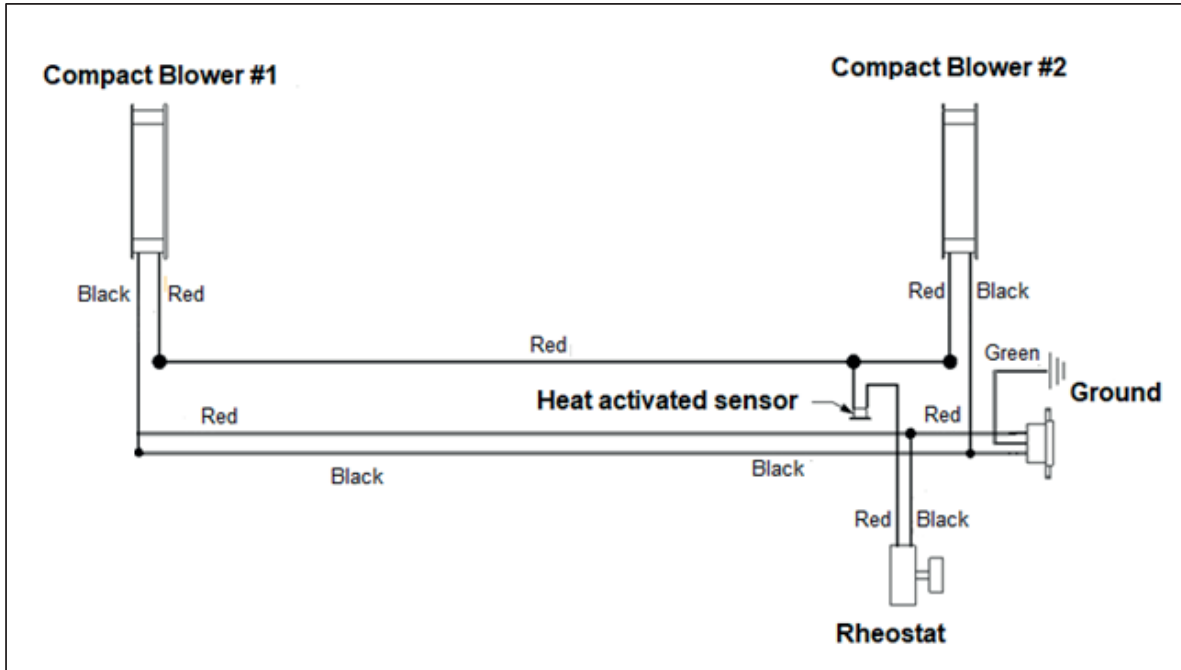 Compact Blower #1
Compact Blower #2
Black
Red
Red
Black
Red
Green
Ground
Heat activated sensor
Red
Red
Black
Black
Red
Black
Rheostat